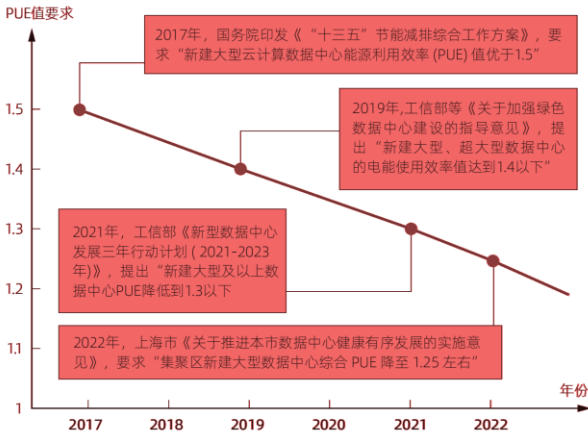 PUE值要求
2017年，国务院印发《 “十三五”节能减排综合工作方案》，要
求“新建大型云计算数据中心能源利用效率 (PUE) 值优于1.5”
2019年,工信部等《关于加强绿色
数据中心建设的指导意见》，提
出“新建大型、超大型数据中心
的电能使用效率值达到1.4以下”
2021年，工信部《新型数据中心
发展三年行动计划 ( 2021-2023
年)》，提出“新建大型及以上数
据中心PUE降低到1.3以下
2022年，上海市《关于推进本市数据中心健康有序发展的实施意
见》，要求“集聚区新建大型数据中心综合 PUE 降至 1.25 左右”
1.5
1.4
1.3
1.2
1.1
1
年份
2017 2018 2019 2020 2021 2022